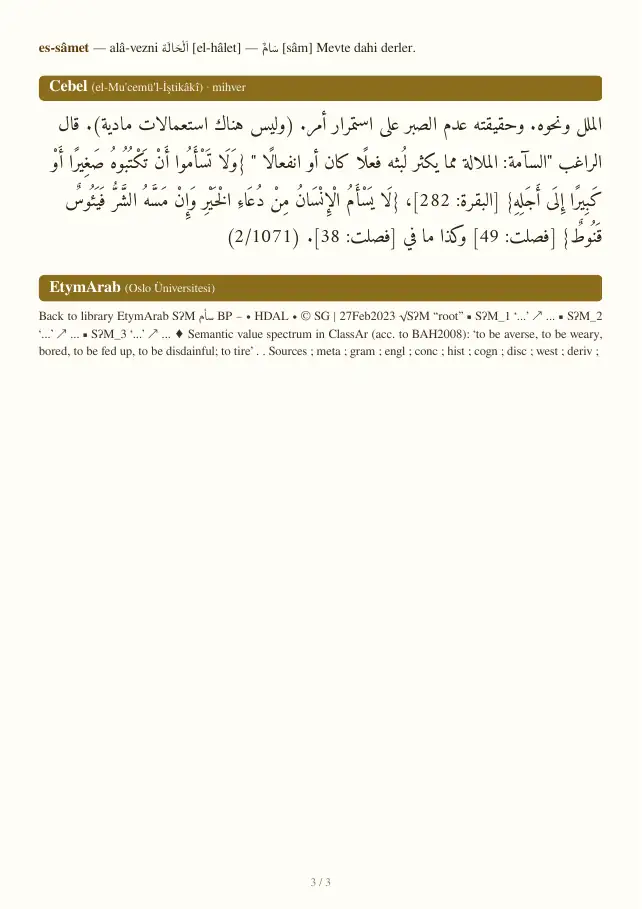 es-sâmet — alâ-vezni اَلْحَالَة [el-hâlet] — سَامٌ [sâm] Mevte dahi derler.
Cebel (el-Mu'cemü'l-İştikâkî) · mihver
الملل ونحوه. وحقيقته عدم الصبر على استمرار أمر. (وليس هناك استعمالات مادية). قال
الراغب "السآمة: الملالة مما يكثر لُبثه فعلًا كان أو انفعالًا " {وَلَا تَسْأَمُوا أَنْ تَكْتُبُوهُ صَغِيرًا أَوْ
كَبِيرًا إِلَى أَجَلِهِ} [البقرة: 282]، {لَا يَسْأَمُ الْإِنْسَانُ مِنْ دُعَاءِ الْخَيْرِ وَإِنْ مَسَّهُ الشَّرُّ فَيَئُوسٌ
قَنُوطٌ} [فصلت: 49] وكذا ما في [فصلت: 38]. (2/1071)
EtymArab (Oslo Üniversitesi)
Back to library EtymArab SʔM سأم BP – • HDAL • © SG | 27Feb2023 √SʔM “root” ▪ SʔM_1 ‘...’ ↗ ... ▪ SʔM_2
‘...’ ↗ ... ▪ SʔM_3 ‘...’ ↗ ... ♦ Semantic value spectrum in ClassAr (acc. to BAH2008): ‘to be averse, to be weary,
bored, to be fed up, to be disdainful; to tire’ . . Sources ; meta ; gram ; engl ; conc ; hist ; cogn ; disc ; west ; deriv ;
3 / 3